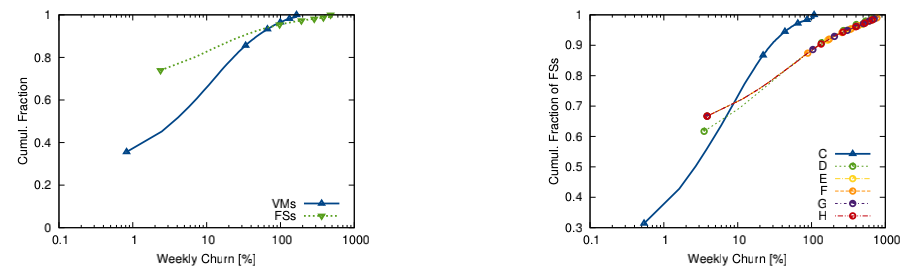 1
0.8
0.6
0.4
0.2
0
Cumul. Fraction
VMs
FSs
0.1
1
10
100
1000
Weekly Churn [%]
1
0.9
0.8
0.7
0.6
0.5
0.4
0.3
Cumul. Fraction of FSs
C
D
E
F
G
H
0.1
1
10
100
1000
Weekly Churn [%]